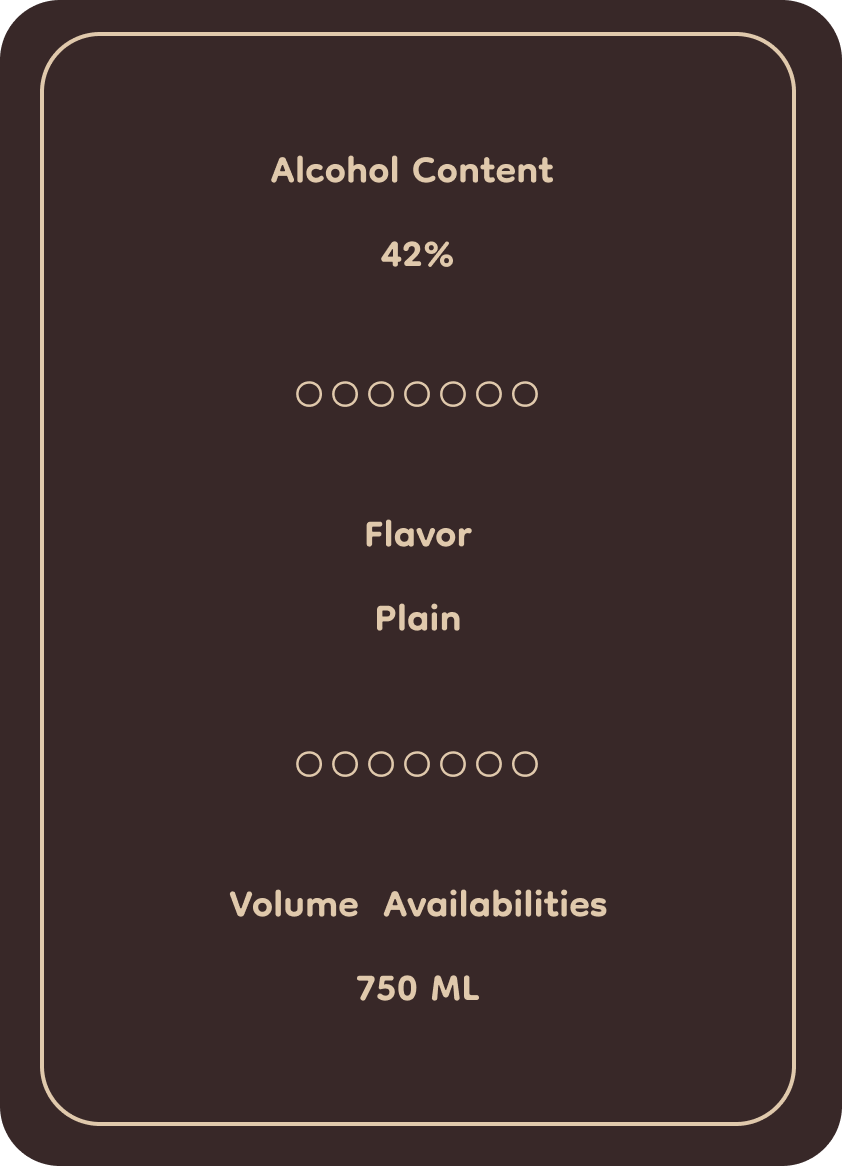 Alcohol Content
42%
○○○○○○○
Flavor
Plain
○○○○○○○
Volume Availabilities
750 ML